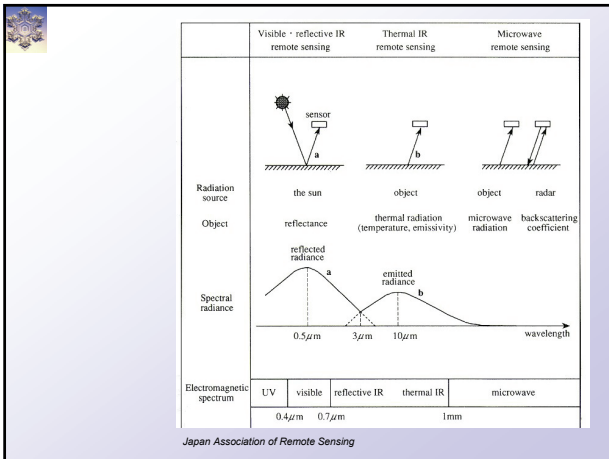 Visible・reflective IR remote sensing
Thermal IR remote sensing
Microwave remote sensing
sensor
a
b
Radiation source
the sun
object
object
radar
Object
reflectance
thermal radiation (temperature, emissivity)
microwave radiation
backscattering coefficient
Spectral radiance
reflected radiance
a
emitted radiance
b
0.5μm
3μm
10μm
wavelength
Electromagnetic spectrum
UV
visible
reflective IR
thermal IR
microwave
0.4μm
0.7μm
1mm
Japan Association of Remote Sensing